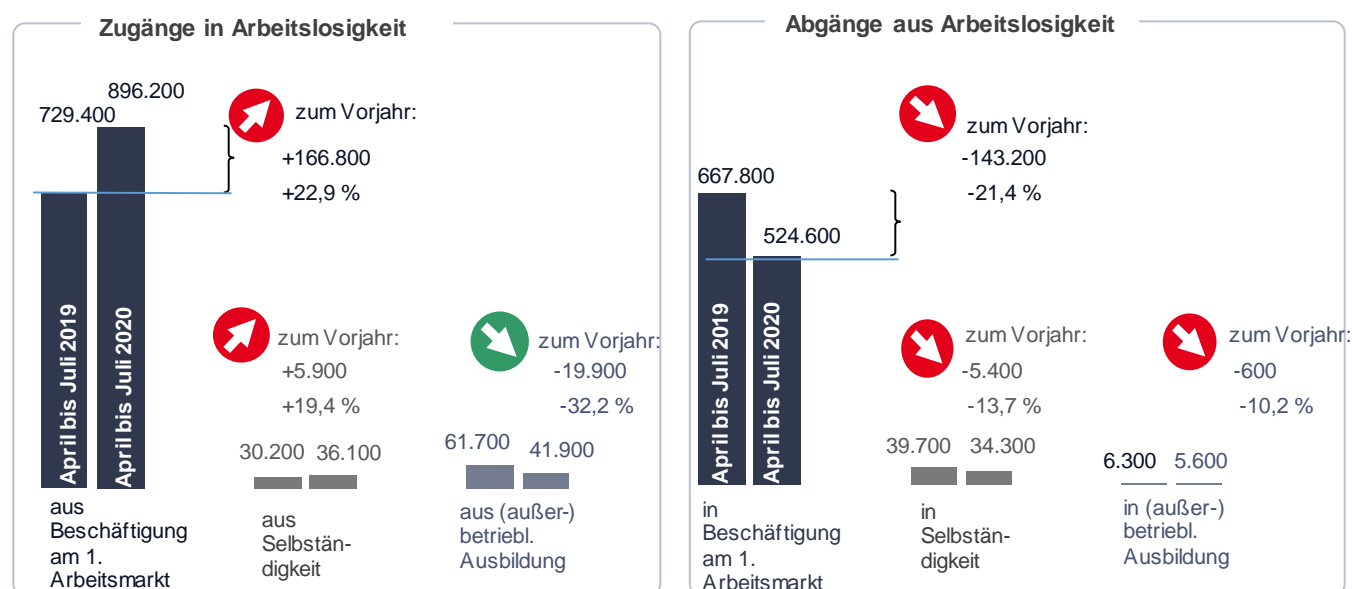 Zugänge in Arbeitslosigkeit
896.200
729.400
zum Vorjahr:
+166.800
+22,9 %
April bis Juli 2019
April bis Juli 2020
zum Vorjahr:
+5.900
+19,4 %
zum Vorjahr:
-19.900
-32,2 %
30.200
36.100
61.700
41.900
aus
Beschäftigung
am 1.
Arbeitsmarkt
aus
Selbstän-
digkeit
aus (außer-)
betriebl.
Ausbildung
Abgänge aus Arbeitslosigkeit
zum Vorjahr:
-143.200
-21,4 %
667.800
524.600
April bis Juli 2019
April bis Juli 2020
zum Vorjahr:
-5.400
-13,7 %
zum Vorjahr:
-600
-10,2 %
39.700
34.300
6.300
5.600
in
Beschäftigung
am 1.
Arbeitsmarkt
in
Selbstän-
digkeit
in (außer-)
betriebl.
Ausbildung